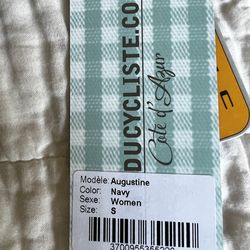 DUCYCLISTE.CO
Côte d'Azur
Modèle: Augustine
Color: Navy
Sexe: Women
Size: S